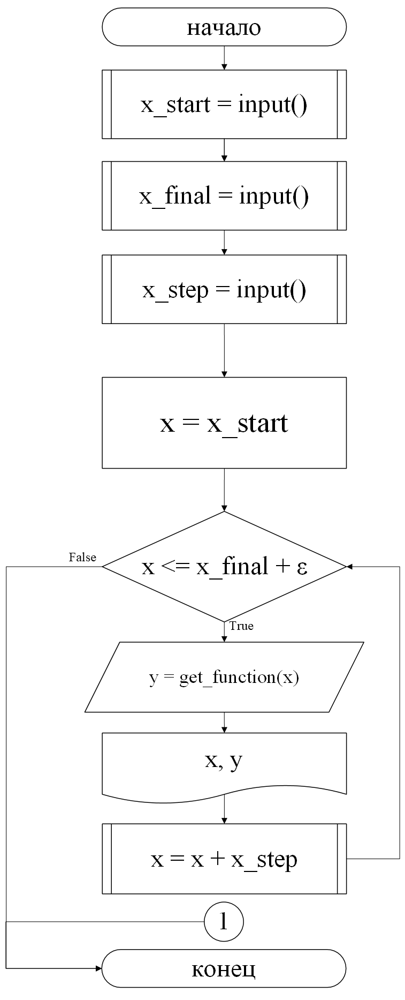 начало
x_start = input()
x_final = input()
x_step = input()
x = x_start
False
x <= x_final + ε
True
y = get_function(x)
x, y
x = x + x_step
1
конец